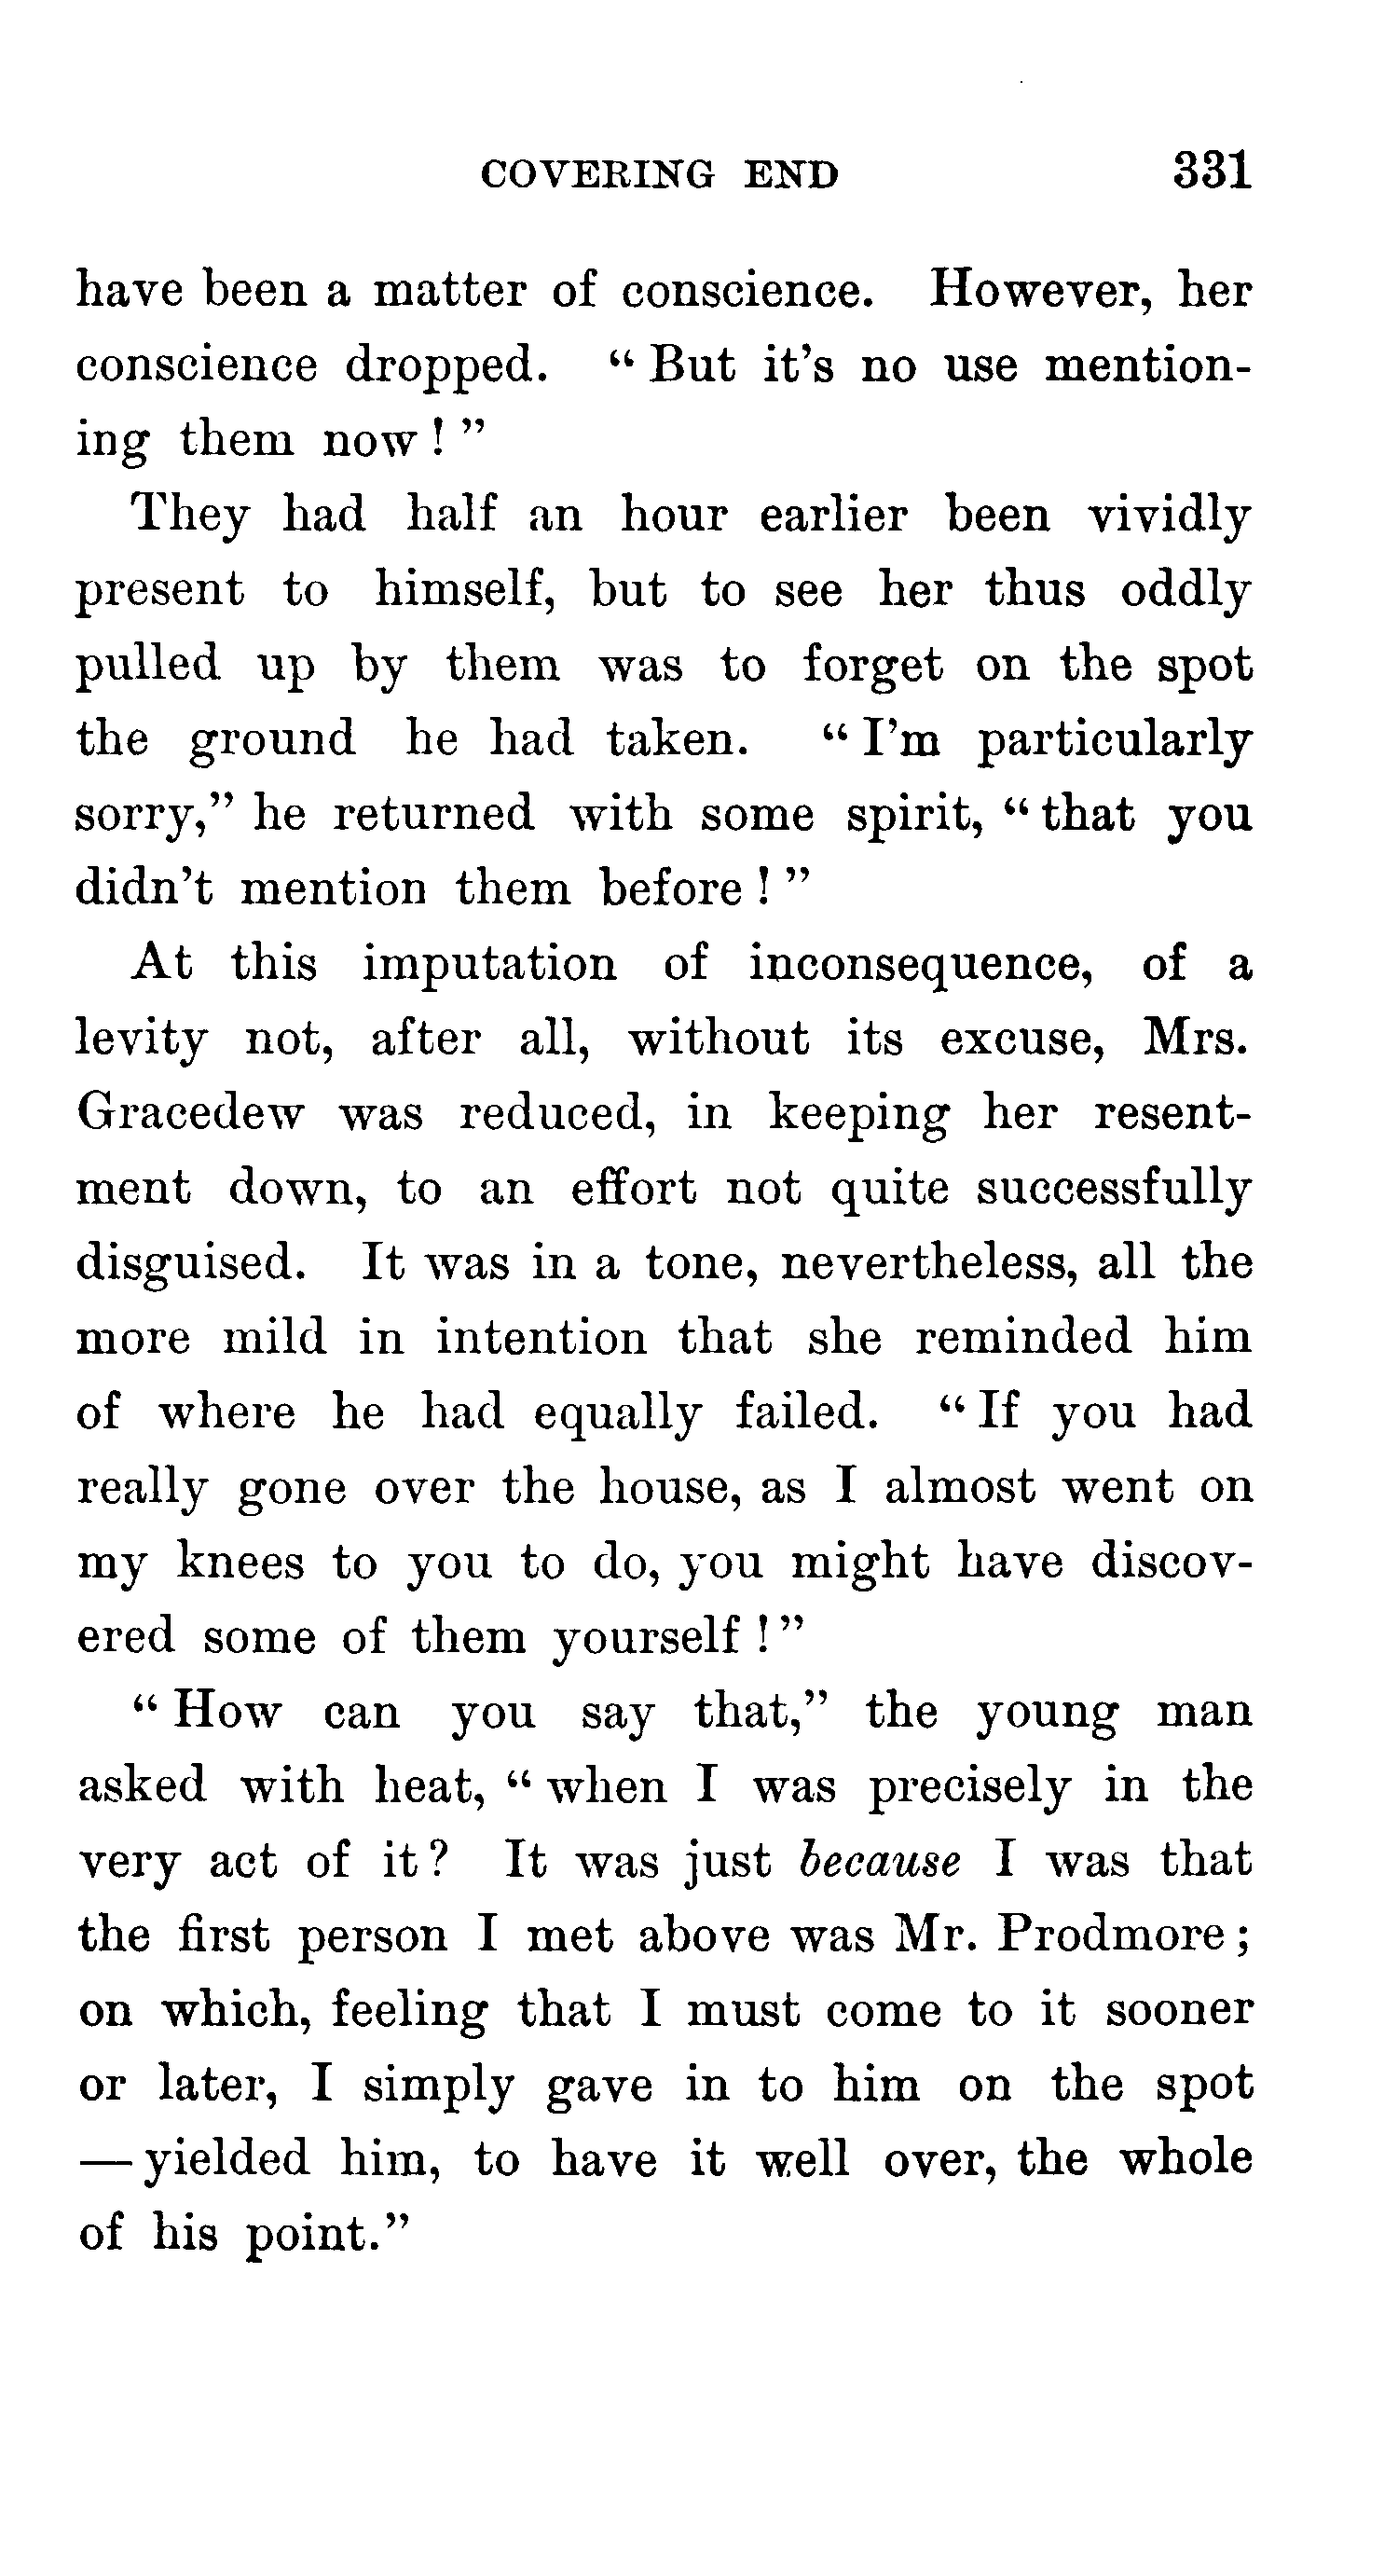 COVERING END 331
have been a matter of conscience. However, her
conscience dropped. “ But it’s no use mention-
ing them now ! ”
They had half an hour earlier been vividly
present to himself, but to see her thus oddly
pulled up by them was to forget on the spot
the ground he had taken. “ I’m particularly
sorry,” he returned with some spirit, “ that you
didn’t mention them before ! ”
At this imputation of inconsequence, of a
levity not, after all, without its excuse, Mrs.
Gracedew was reduced, in keeping her resent-
ment down, to an effort not quite successfully
disguised. It was in a tone, nevertheless, all the
more mild in intention that she reminded him
of where he had equally failed. “ If you had
really gone over the house, as I almost went on
my knees to you to do, you might have discov-
ered some of them yourself ! ”
“ How can you say that,” the young man
asked with heat, “ when I was precisely in the
very act of it ? It was just because I was that
the first person I met above was Mr. Prodmore ;
on which, feeling that I must come to it sooner
or later, I simply gave in to him on the spot
— yielded him, to have it well over, the whole
of his point.”